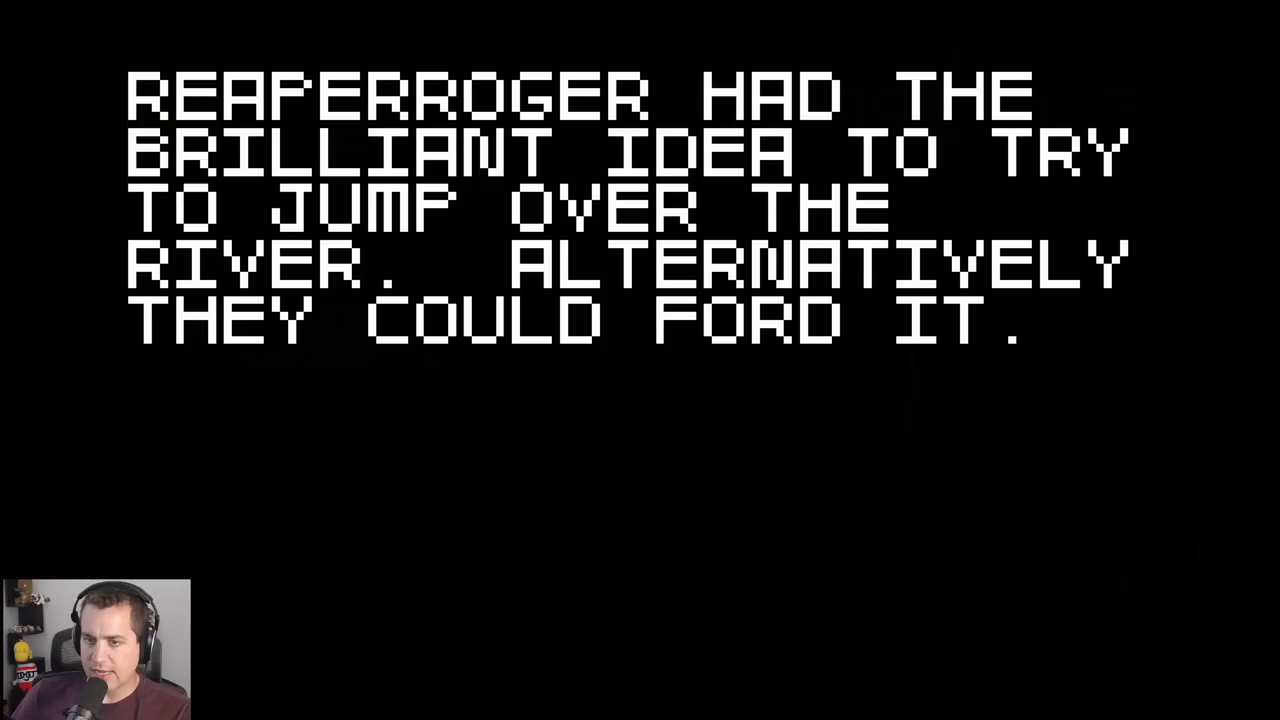 REAPERROGER HAD THE
BRILLIANT IDEA TO TRY
TO JUMP OVER THE
RIVER.  ALTERNATIVELY
THEY COULD FORD IT.